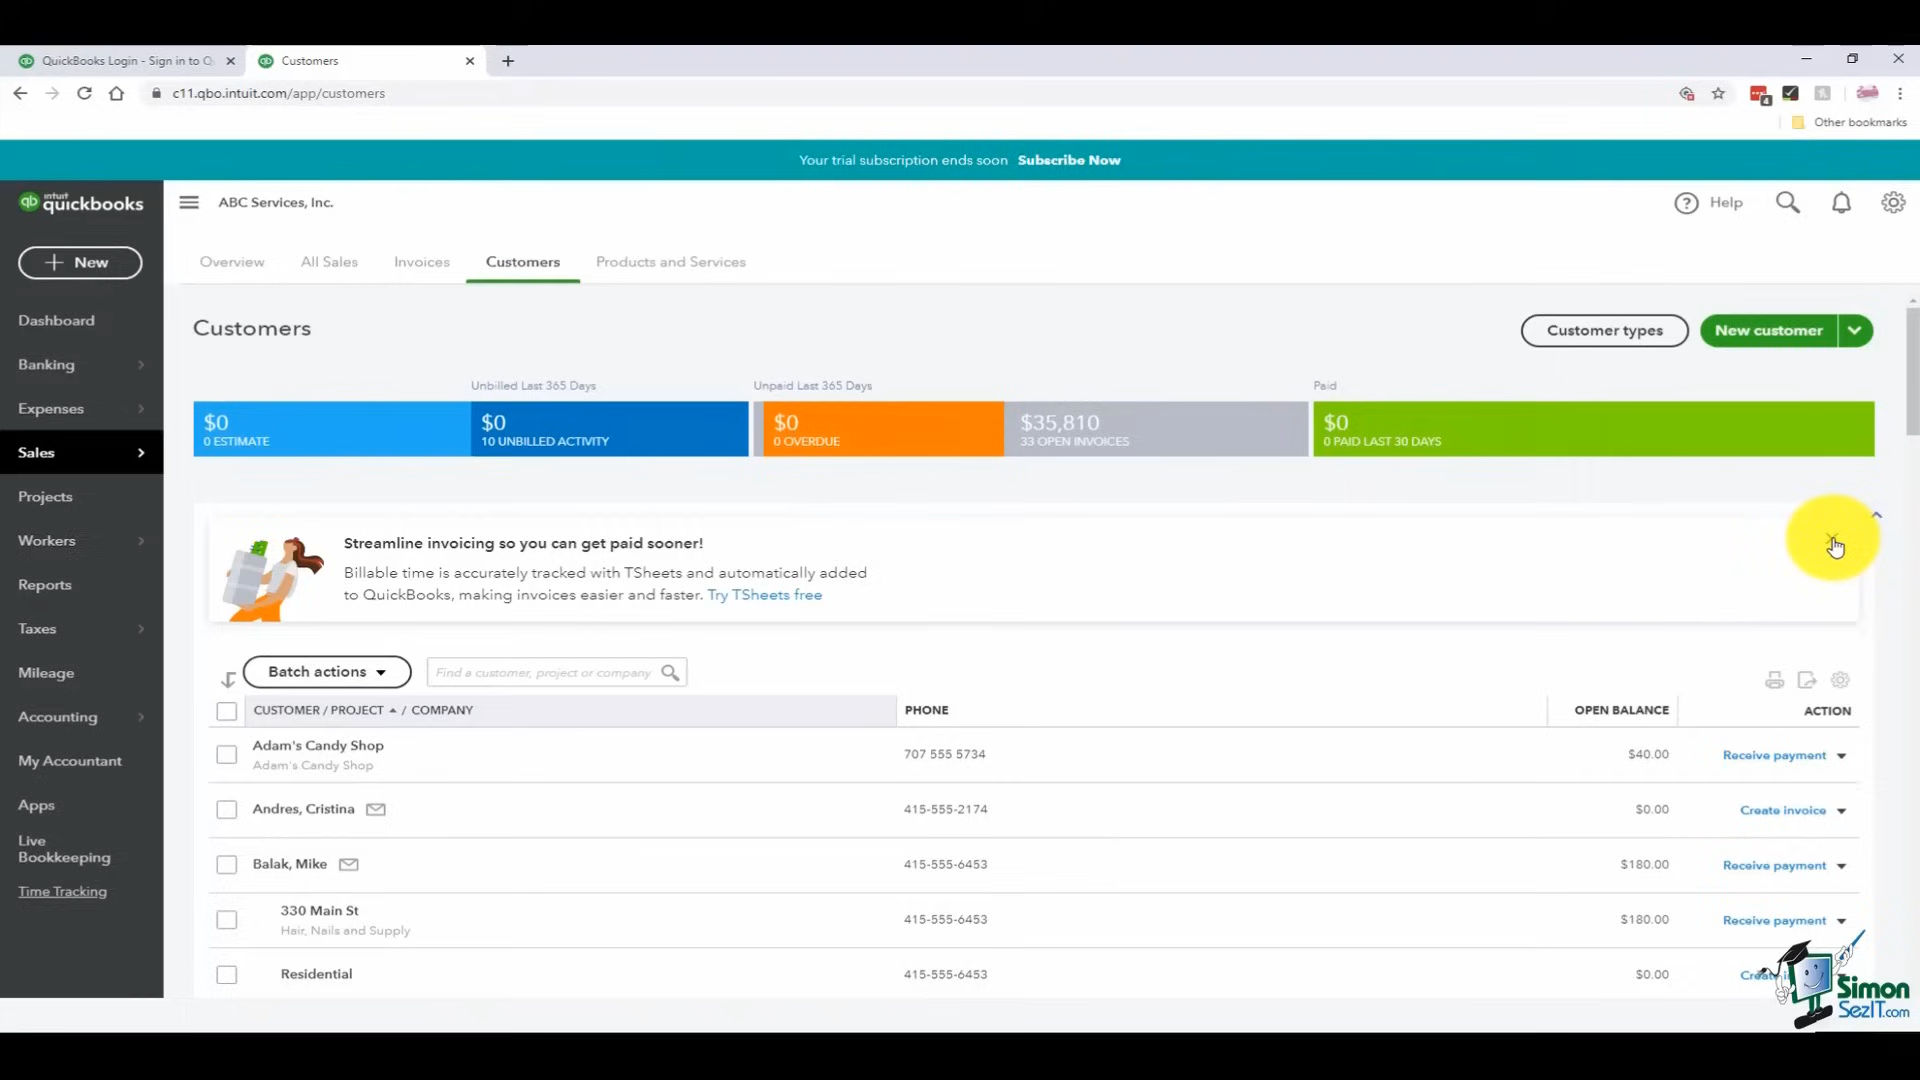 QuickBooks Login - Sign in to Q
Customers
c11.qbo.intuit.com/app/customers
4
Other bookmarks
Your trial subscription ends soon Subscribe Now
intuit
qb quickbooks
ABC Services, Inc.
? Help
New
Overview
All Sales
Invoices
Customers
Products and Services
Dashboard
Banking
Expenses
Sales
Projects
Workers
Reports
Taxes
Mileage
Accounting
My Accountant
Apps
Live
Bookkeeping
Time Tracking
Customers
Customer types
New customer
Unbilled Last 365 Days
Unpaid Last 365 Days
Paid
$0
0 ESTIMATE
$0
10 UNBILLED ACTIVITY
$0
0 OVERDUE
$35,810
33 OPEN INVOICES
$0
0 PAID LAST 30 DAYS
Streamline invoicing so you can get paid sooner!
Billable time is accurately tracked with TSheets and automatically added
to QuickBooks, making invoices easier and faster. Try TSheets free
Batch actions
Find a customer, project or company
CUSTOMER / PROJECT / COMPANY PHONE OPEN BALANCE ACTION
Adam's Candy Shop 707 555 5734 $40.00 Receive payment
Adam's Candy Shop
Andres, Cristina 415-555-2174 $0.00 Create invoice
Balak, Mike 415-555-6453 $180.00 Receive payment
330 Main St 415-555-6453 $180.00 Receive payment
Hair, Nails and Supply
Residential 415-555-6453 $0.00
Simon
SezIT.com